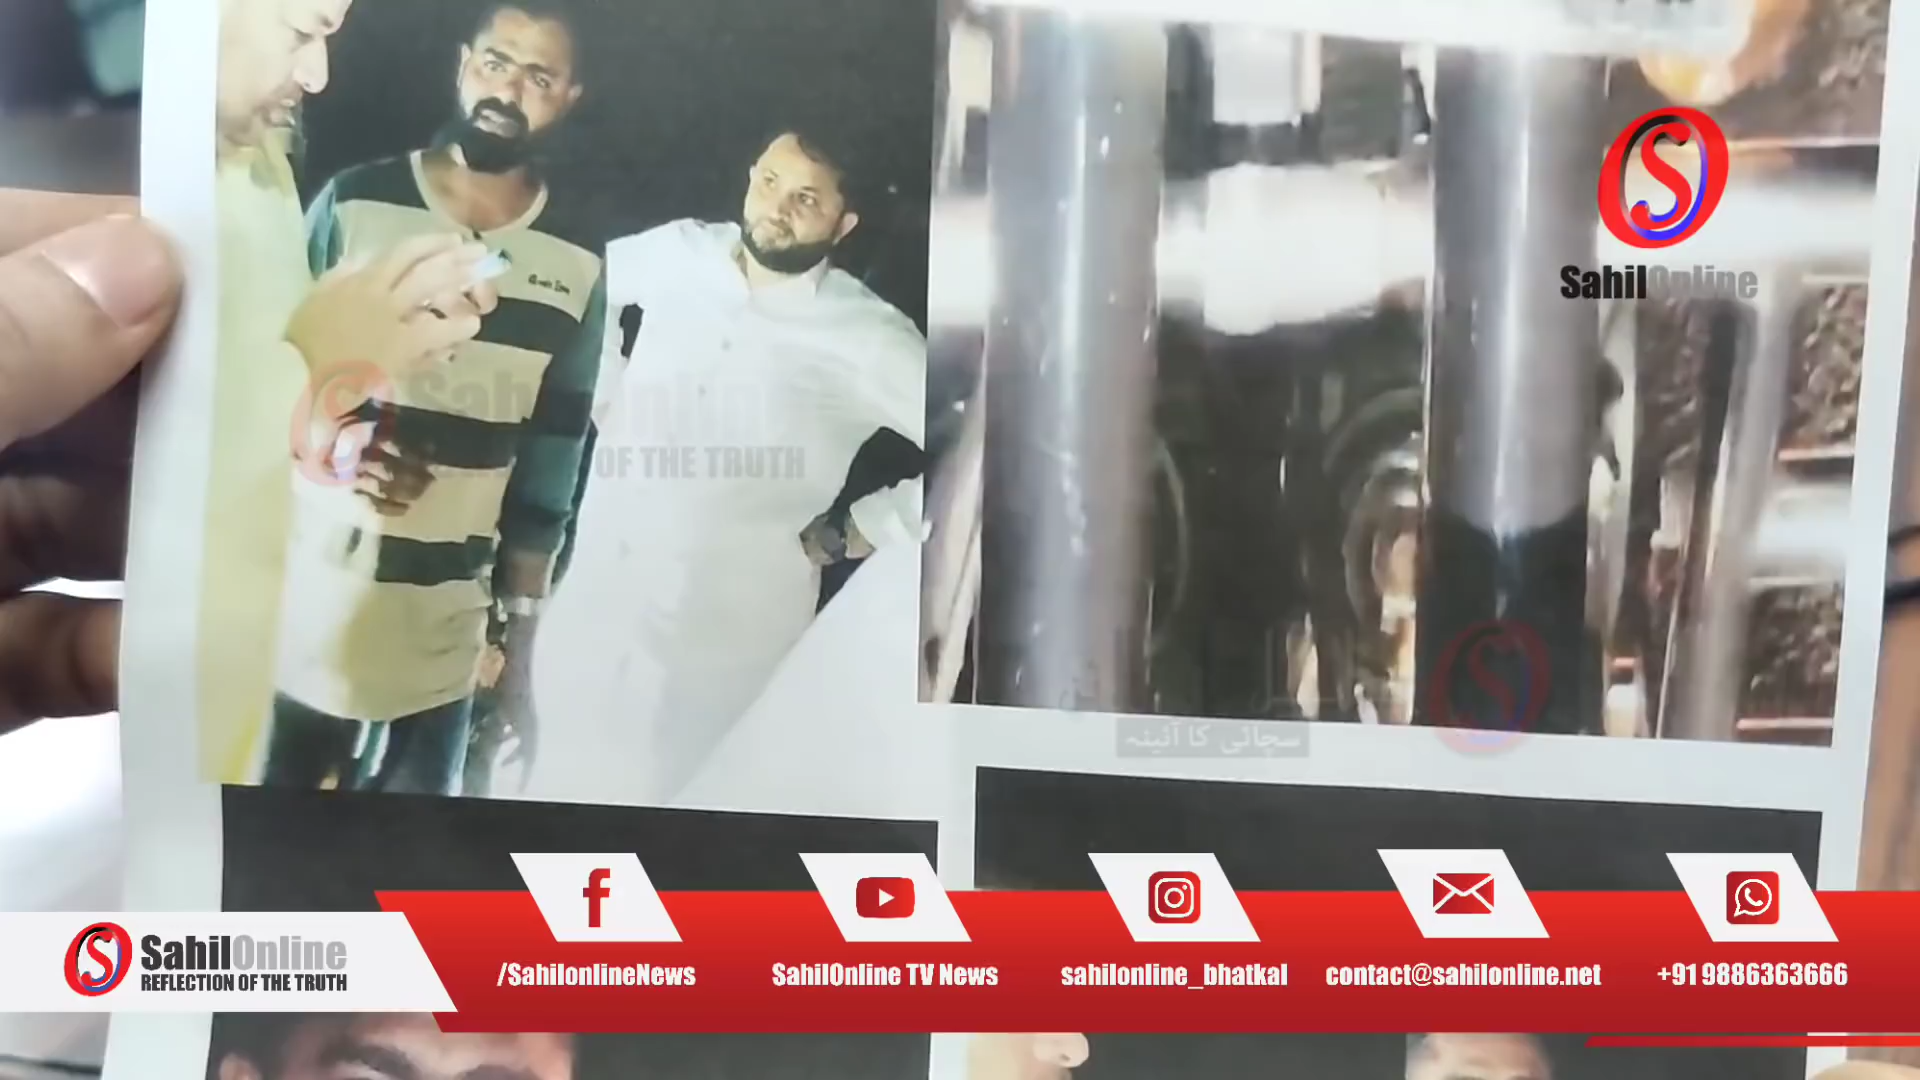 SahilOnline
OF THE TRUTH
سچائی کا آئینہ
SahilOnline
REFLECTION OF THE TRUTH
/SahilonlineNews
SahilOnline TV News
sahilonline_bhatkal
contact@sahilonline.net
+91 9886363666